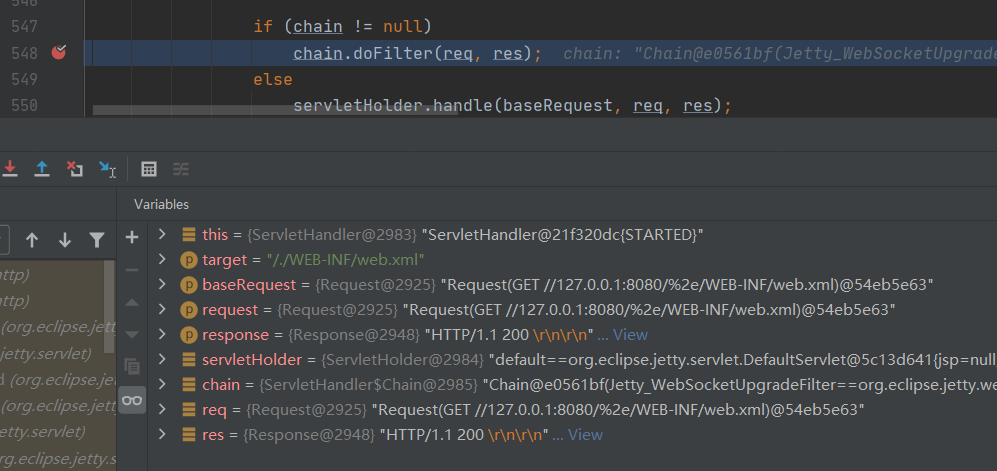 546
547 if (chain != null)
548 chain.doFilter(req, res); chain: "Chain@e0561bf(Jetty_WebSocketUpgrade
549 else
550 servletHolder.handle(baseRequest, req, res);
Variables
this = {ServletHandler@2983} "ServletHandler@21f320dc{STARTED}"
target = "/./WEB-INF/web.xml"
ttp) baseRequest = {Request@2925} "Request(GET //127.0.0.1:8080/%2e/WEB-INF/web.xml)@54eb5e63"
ttp) request = {Request@2925} "Request(GET //127.0.0.1:8080/%2e/WEB-INF/web.xml)@54eb5e63"
(org.eclipse.jetty response = {Response@2948} "HTTP/1.1 200 \r\n\r\n"... View
jetty.servlet) servletHolder = {ServletHolder@2984} "default==org.eclipse.jetty.servlet.DefaultServlet@5c13d641{jsp=null
d (org.eclipse.jett chain = {ServletHandler$Chain@2985} "Chain@e0561bf(Jetty_WebSocketUpgradeFilter==org.eclipse.jetty.we
(org.eclipse.jetty req = {Request@2925} "Request(GET //127.0.0.1:8080/%2e/WEB-INF/web.xml)@54eb5e63"
etty.servlet) res = {Response@2948} "HTTP/1.1 200 \r\n\r\n"... View
org.eclipse.jetty.s